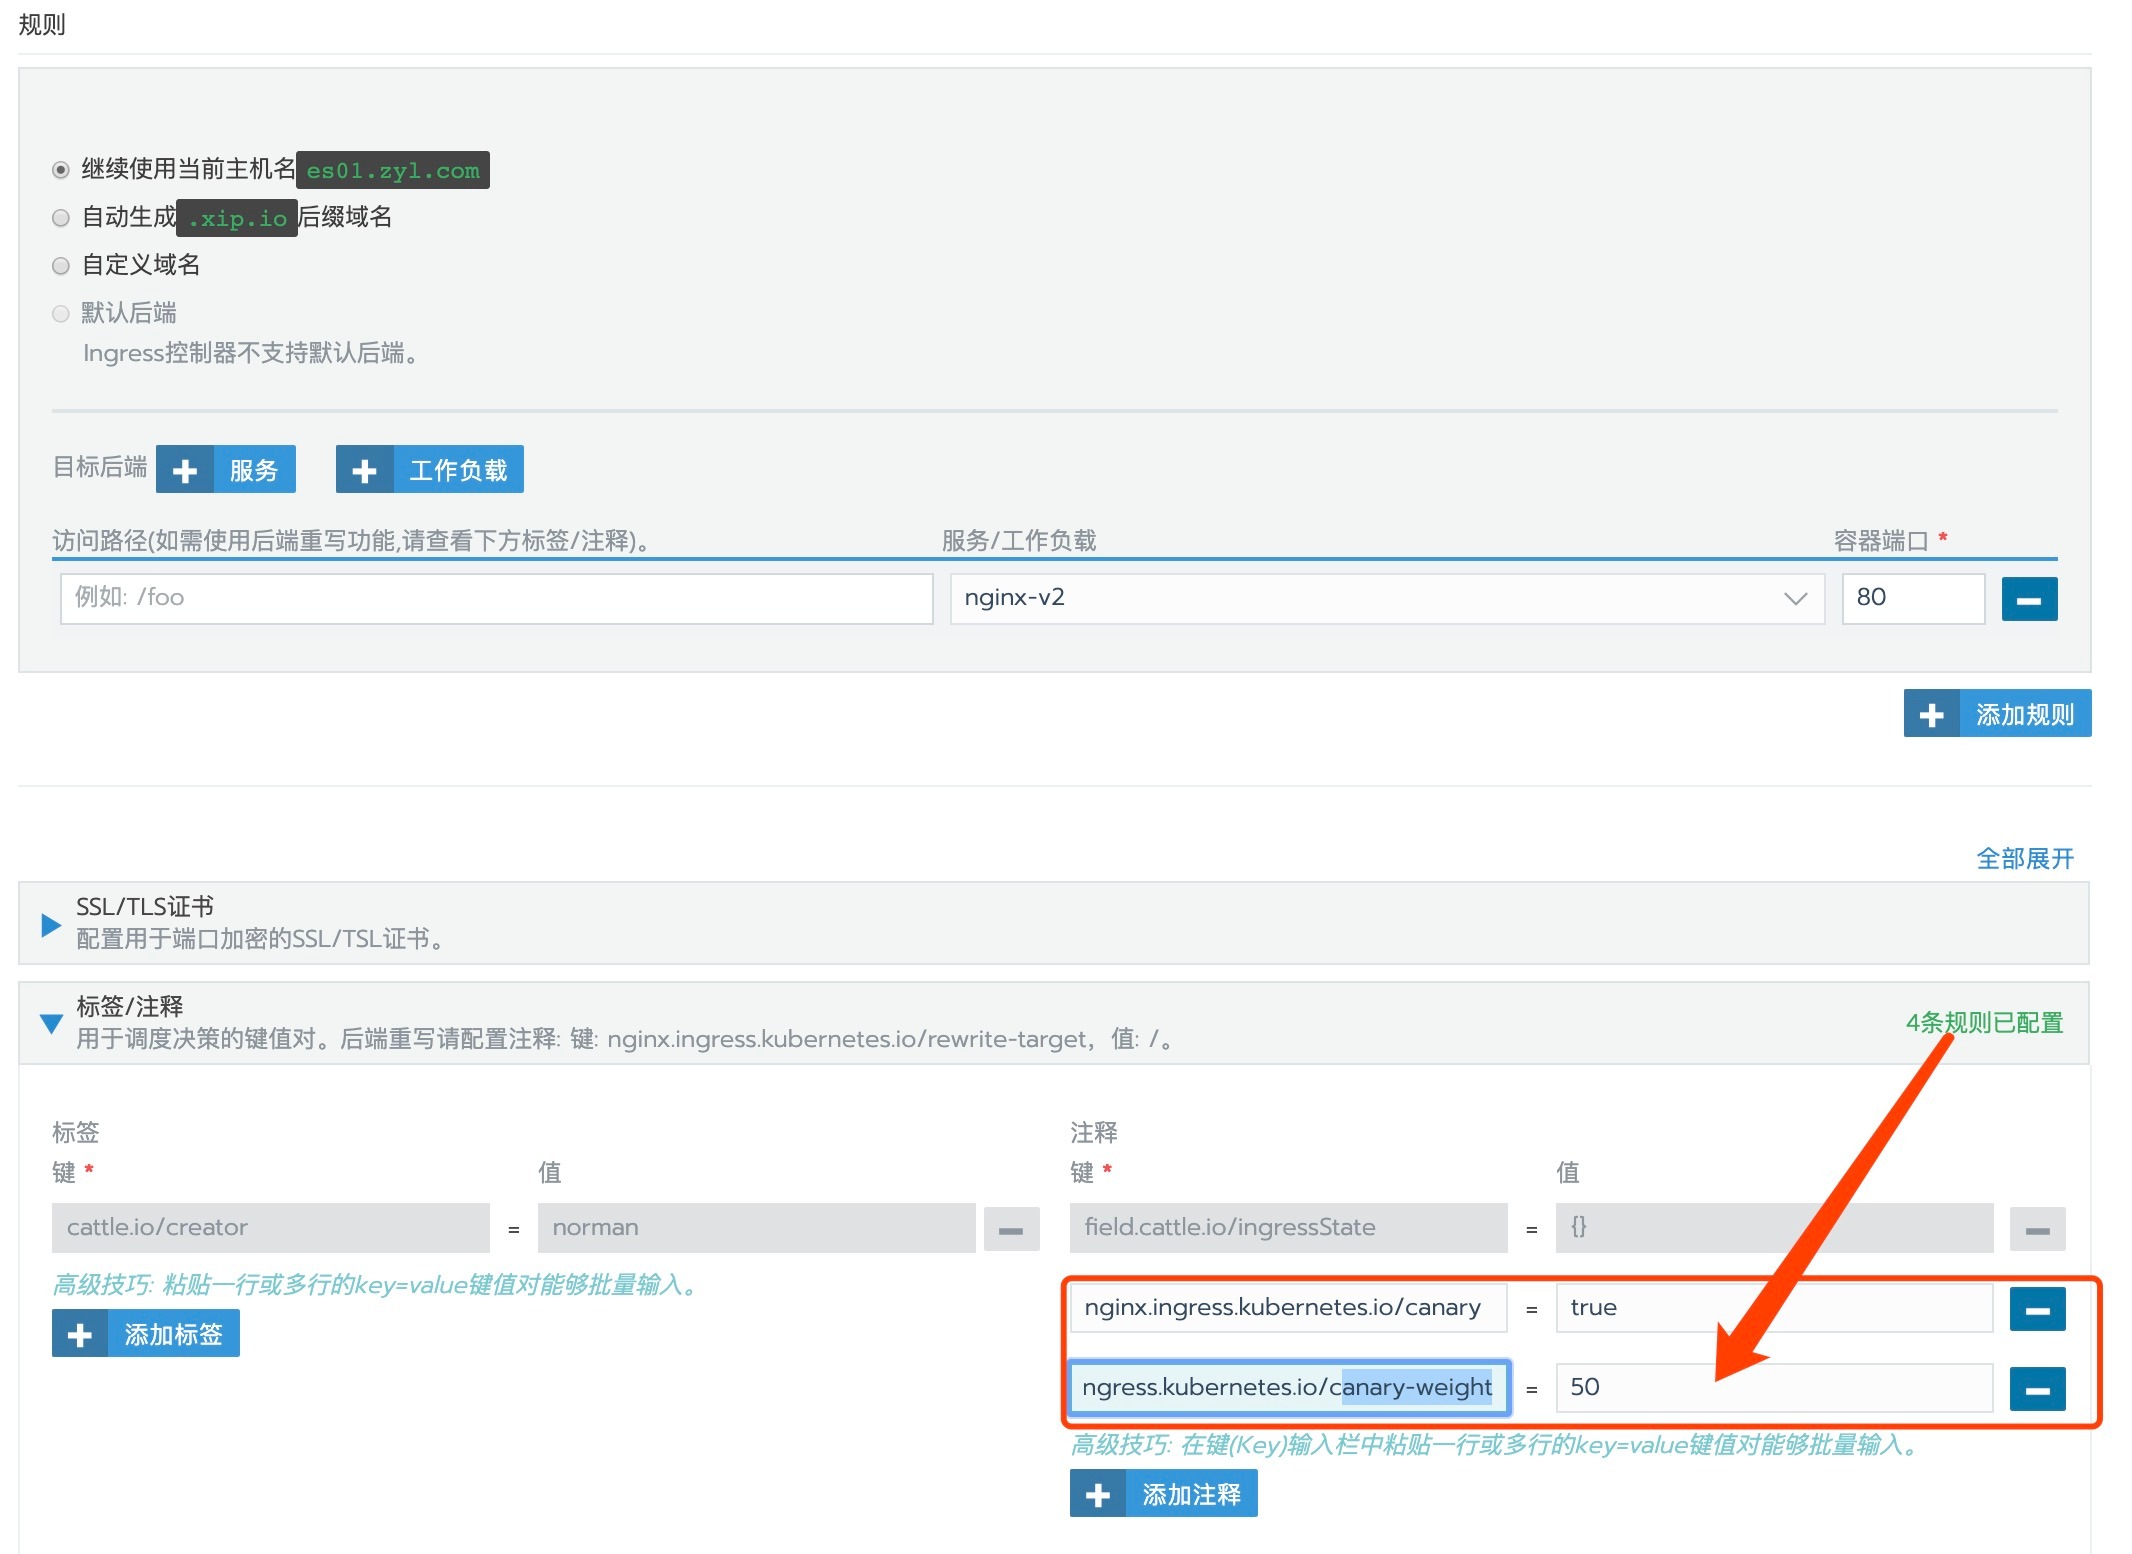 规则
继续使用当前主机名 es01.zyl.com
自动生成 .xip.io 后缀域名
自定义域名
默认后端
Ingress控制器不支持默认后端。
目标后端 服务 工作负载
访问路径(如需使用后端重写功能,请查看下方标签/注释)。 服务/工作负载 容器端口 *
例如: /foo nginx-v2 80
添加规则
全部展开
SSL/TLS证书
配置用于端口加密的SSL/TSL证书。
标签/注释
用于调度决策的键值对。后端重写请配置注释: 键: nginx.ingress.kubernetes.io/rewrite-target，值: /。
4条规则已配置
标签 注释
键 * 值 键 * 值
cattle.io/creator = norman field.cattle.io/ingressState = {}
高级技巧: 粘贴一行或多行的key=value键值对能够批量输入。
nginx.ingress.kubernetes.io/canary = true
添加标签
ngress.kubernetes.io/canary-weight = 50
高级技巧: 在键(Key)输入栏中粘贴一行或多行的key=value键值对能够批量输入。
添加注释